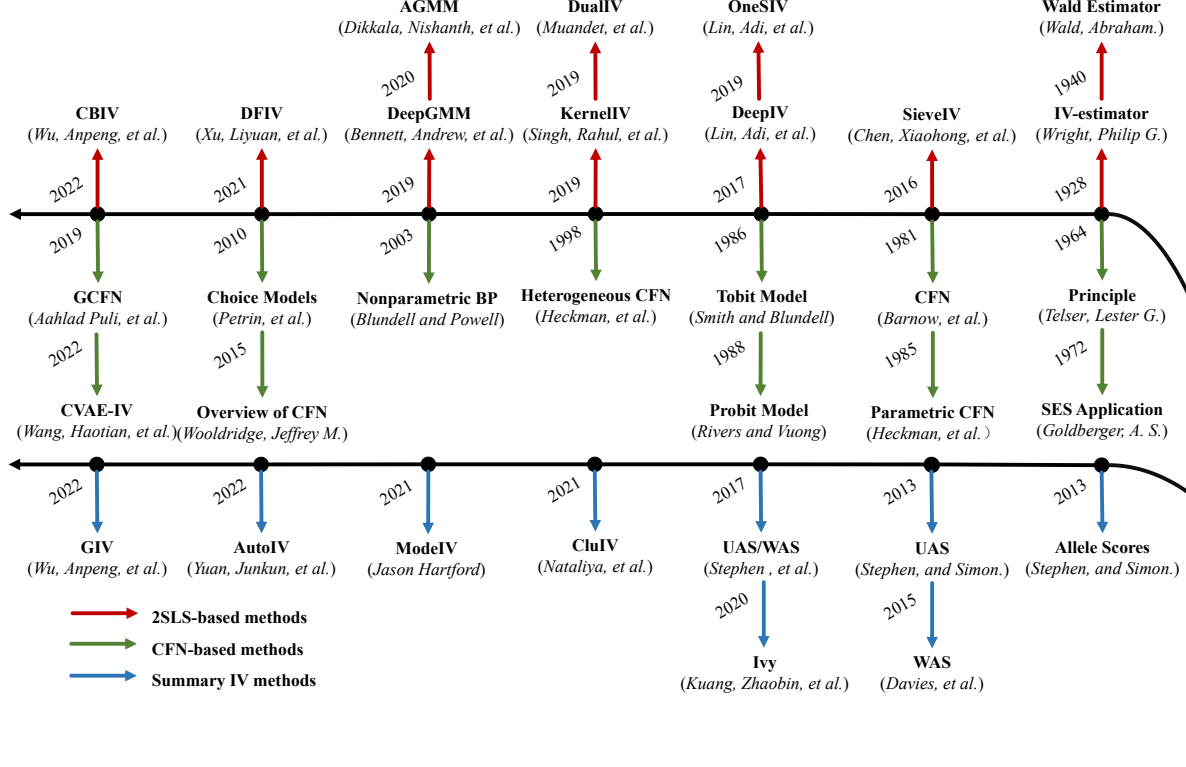 AGMM
(Dikkala, Nishanth, et al.)
DualIV
(Muandet, et al.)
OneSIV
(Lin, Adi, et al.)
Wald Estimator
(Wald, Abraham.)
2020
2019
2019
1940
CBIV
(Wu, Anpeng, et al.)
DFIV
(Xu, Liyuan, et al.)
DeepGMM
(Bennett, Andrew, et al.)
KernelIV
(Singh, Rahul, et al.)
DeepIV
(Lin, Adi, et al.)
SieveIV
(Chen, Xiaohong, et al.)
IV-estimator
(Wright, Philip G.)
2022
2021
2019
2019
2017
2016
1928
2019
2010
2003
1998
1986
1981
1964
GCFN
(Aahlad Puli, et al.)
Choice Models
(Petrin, et al.)
Nonparametric BP
(Blundell and Powell)
Heterogeneous CFN
(Heckman, et al.)
Tobit Model
(Smith and Blundell)
CFN
(Barnow, et al.)
Principle
(Telser, Lester G.)
2022
2015
1988
1985
1972
CVAE-IV
(Wang, Haotian, et al.)
Overview of CFN
(Wooldridge, Jeffrey M.)
Probit Model
(Rivers and Vuong)
Parametric CFN
(Heckman, et al.）
SES Application
(Goldberger, A. S.)
2022
2022
2021
2021
2017
2013
2013
GIV
(Wu, Anpeng, et al.)
AutoIV
(Yuan, Junkun, et al.)
ModeIV
(Jason Hartford)
CluIV
(Nataliya, et al.)
UAS/WAS
(Stephen , et al.)
UAS
(Stephen, and Simon.)
Allele Scores
(Stephen, and Simon.)
2020
2015
Ivy
(Kuang, Zhaobin, et al.)
WAS
(Davies, et al.)
2SLS-based methods
CFN-based methods
Summary IV methods